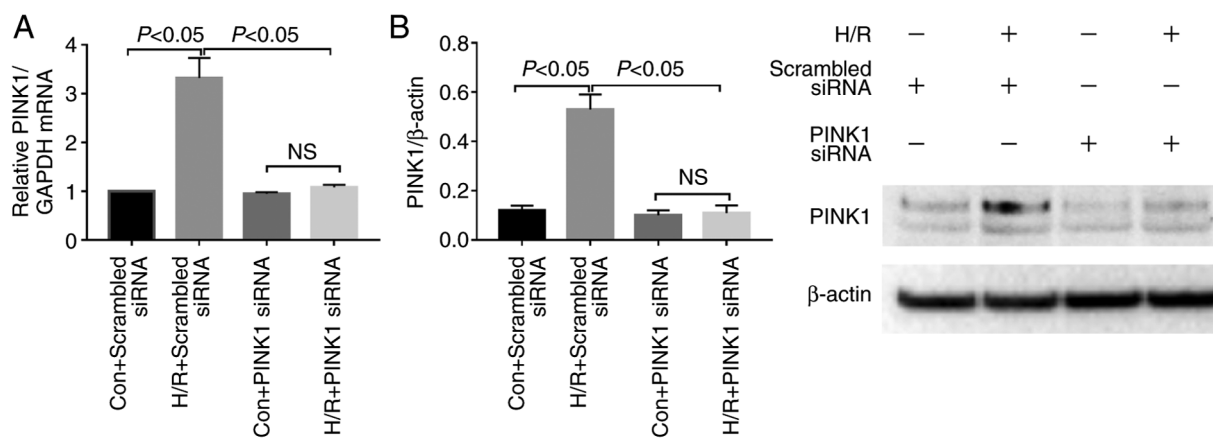 A
Relative PINK1/
GAPDH mRNA
4
3
2
1
0
P<0.05
P<0.05
NS
Con+Scrambled
siRNA
H/R+Scrambled
siRNA
Con+PINK1 siRNA
H/R+PINK1 siRNA
B
PINK1/β-actin
0.8
0.6
0.4
0.2
0.0
P<0.05
P<0.05
NS
Con+Scrambled
siRNA
H/R+Scrambled
siRNA
Con+PINK1 siRNA
H/R+PINK1 siRNA
H/R − + − +
Scrambled
siRNA + + − −
PINK1
siRNA − − + +
PINK1
β-actin